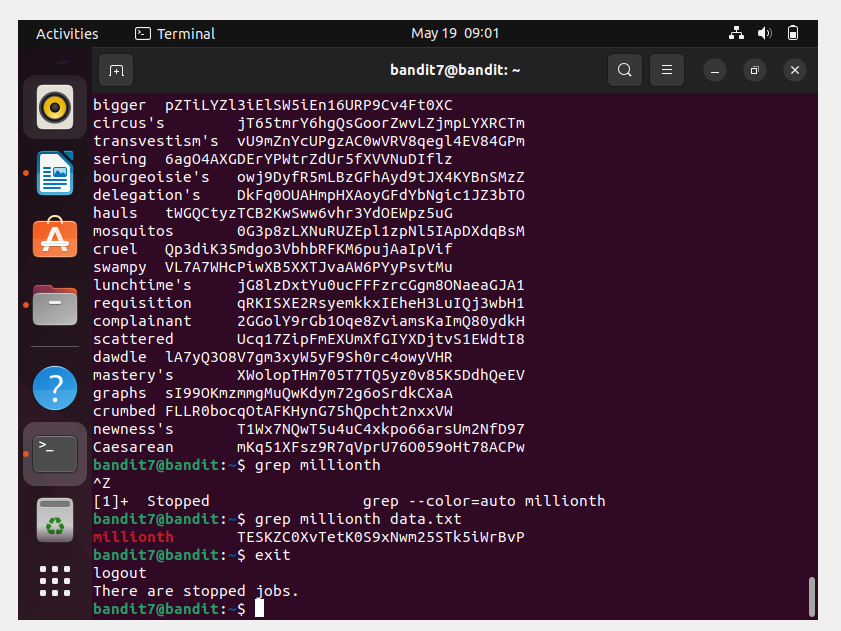 Activities Terminal May 19 09:01
bandit7@bandit: ~
bigger pZTiLYZl3iElSW5iEn16URP9Cv4Ft0XC
circus's jT65tmrY6hgQsGoorZwvLZjmpLYXRCTm
transvestism's vU9mZnYcUPgzAC0wVRV8qegl4EV84GPm
sering 6agO4AXGDErYPWtrZdUr5fXVVNuDIflz
bourgeoisie's owj9DyfR5mLBzGFhAyd9tJX4KYBnSMzZ
delegation's DkFq0OUAHmpHXAoyGFdYbNgic1JZ3bTO
hauls tWGQCtyzTCB2KwSww6vhr3YdOEWpz5uG
mosquitos 0G3p8zLXNuRUZEpl1zpNl5IApDXdqBsM
cruel Qp3diK35mdgo3VbhbRFKM6pujAaIpVif
swampy VL7A7WHcPiwXB5XXTJvaAW6PYyPsvtMu
lunchtime's jG8lzDxtYu0ucFFFzrcGgm8ONaeaGJA1
requisition qRKISXE2RsyemkkxIEheH3LuIQj3wbH1
complainant 2GGolY9rGb1Oqe8ZviamsKaImQ80ydkH
scattered Ucq17ZipFmEXUmXfGIYXDjtvS1EWdtI8
dawdle lA7yQ3O8V7gm3xyW5yF9Sh0rc4owyVHR
mastery's XWolopTHm705T7TQ5yz0v85K5DdhQeEV
graphs sI99OKmzmmgMuQwKdym72g6oSrdkCXaA
crumbed FLLR0bocqOtAFKHynG75hQpcht2nxxVW
newness's T1Wx7NQwT5u4uC4xkpo66arsUm2NfD97
Caesarean mKq51XFsz9R7qVprU76O059oHt78ACPw
bandit7@bandit:~$ grep millionth
^Z
[1]+ Stopped grep --color=auto millionth
bandit7@bandit:~$ grep millionth data.txt
millionth TESKZC0XvTetK0S9xNwm25STk5iWrBvP
bandit7@bandit:~$ exit
logout
There are stopped jobs.
bandit7@bandit:~$